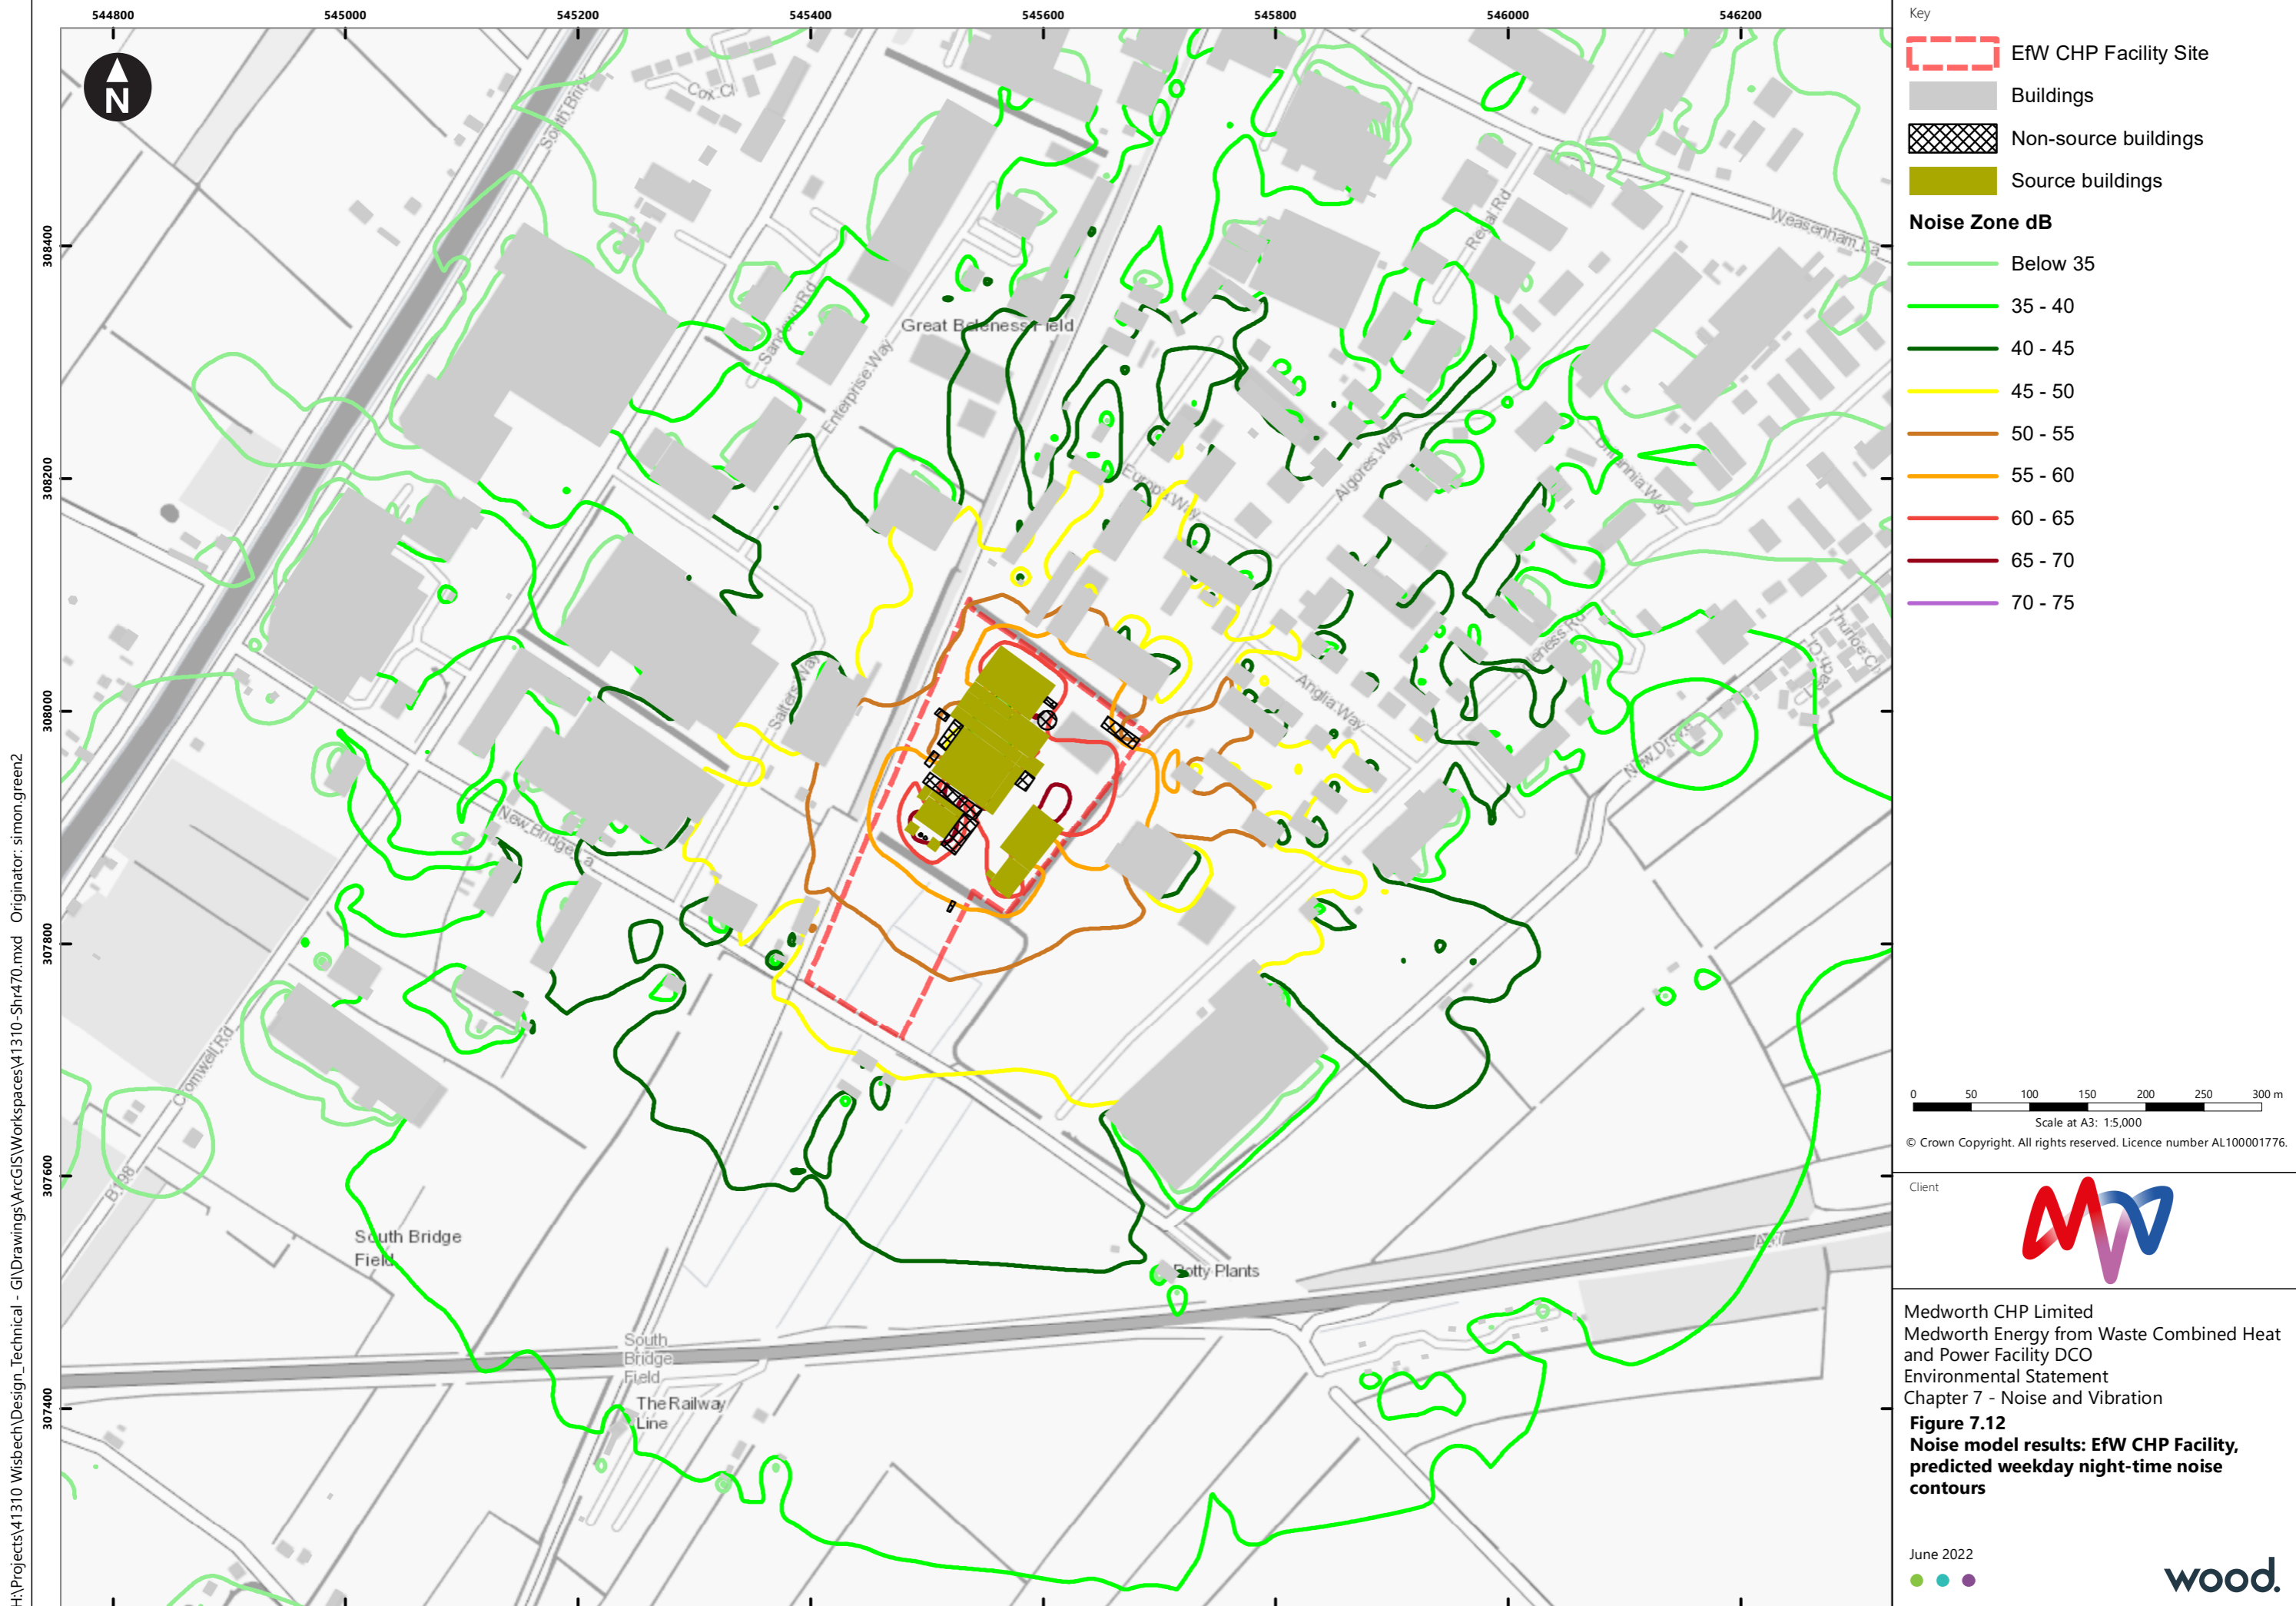 544800
545000
545200
545400
545600
545800
546000
546200
308400
308200
308000
307800
307600
307400
N
South Brink
Cox Cl
Sandown Rd
Enterprise Way
Great Boleness Field
Regal Rd
Weasenham La
Europa Way
Algores Way
Britannia Way
Salters Way
Anglia Way
Boleness Rd
New Drove
Thurlow Ct
New Bridge La
Cromwell Rd
B198
South Bridge
Field
South
Bridge
Field
The Railway
Line
Potty Plants
A47
H:\Projects\41310 Wisbech\Design_Technical - GI\Drawings\ArcGIS\Workspaces\41310-Shr470.mxd Originator: simon.green2
Key
EfW CHP Facility Site
Buildings
Non-source buildings
Source buildings
Noise Zone dB
Below 35
35 - 40
40 - 45
45 - 50
50 - 55
55 - 60
60 - 65
65 - 70
70 - 75
0 50 100 150 200 250 300 m
Scale at A3: 1:5,000
© Crown Copyright. All rights reserved. Licence number AL100001776.
Client
Medworth CHP Limited
Medworth Energy from Waste Combined Heat
and Power Facility DCO
Environmental Statement
Chapter 7 - Noise and Vibration
Figure 7.12
Noise model results: EfW CHP Facility,
predicted weekday night-time noise
contours
June 2022
wood.